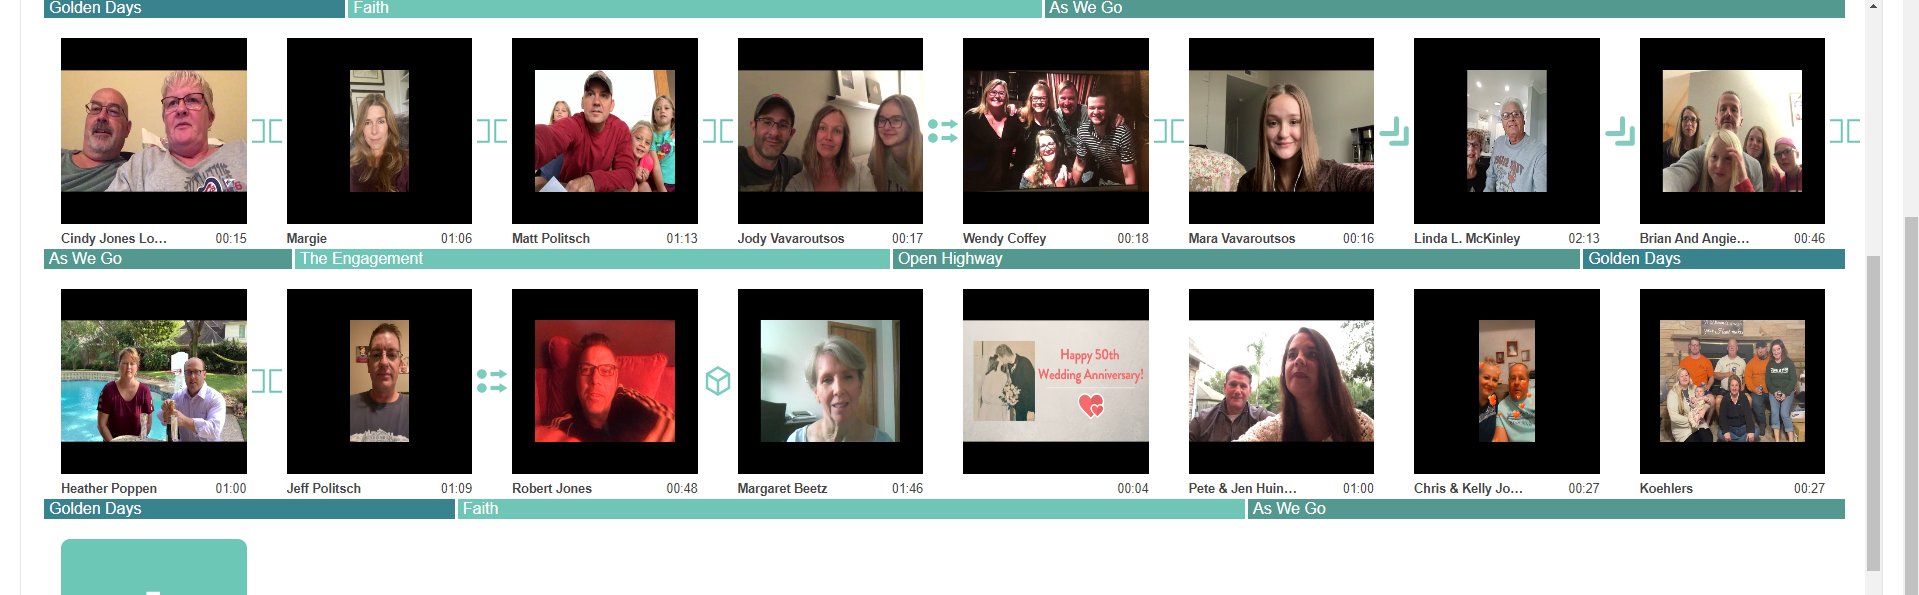 Golden Days Faith As We Go
Cindy Jones Lo... 00:15 Margie 01:06 Matt Politsch 01:13 Jody Vavaroutsos 00:17 Wendy Coffey 00:18 Mara Vavaroutsos 00:16 Linda L. McKinley 02:13 Brian And Angie... 00:46
As We Go The Engagement Open Highway Golden Days
Happy 50th
Wedding Anniversary!
Heather Poppen 01:00 Jeff Politsch 01:09 Robert Jones 00:48 Margaret Beetz 01:46 00:04 Pete & Jen Huin... 01:00 Chris & Kelly Jo... 00:27 Koehlers 00:27
Golden Days Faith As We Go